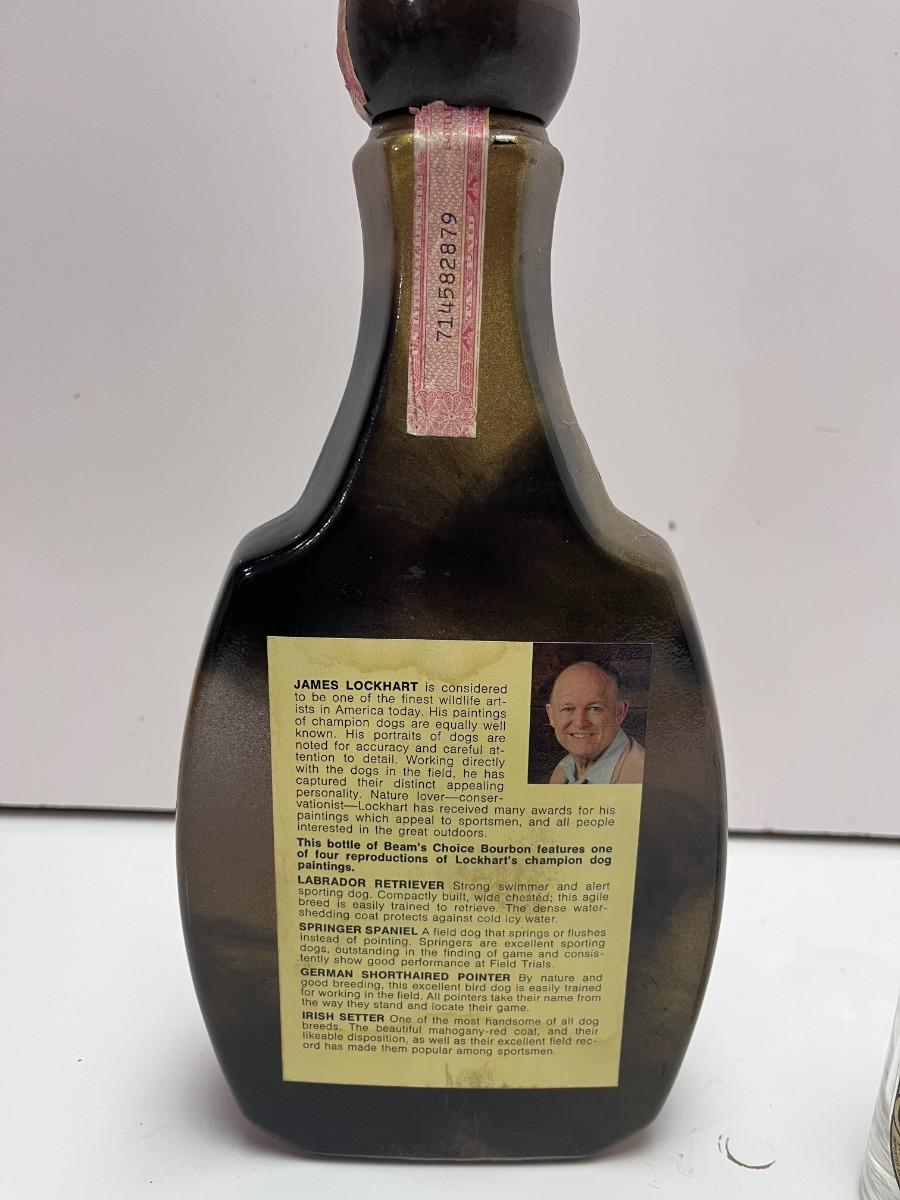 714582879
JAMES LOCKHART is considered
to be one of the finest wildlife art-
ists in America today. His paintings
of champion dogs are equally well
known. His portraits of dogs are
noted for accuracy and careful at-
tention to detail. Working directly
with the dogs in the field, he has
captured their distinct appealing
personality. Nature lover—conser-
vationist—Lockhart has received many awards for his
paintings which appeal to sportsmen, and all people
interested in the great outdoors.
This bottle of Beam's Choice Bourbon features one
of four reproductions of Lockhart's champion dog
paintings.
LABRADOR RETRIEVER Strong swimmer and alert
sporting dog. Compactly built, wide chested; this agile
breed is easily trained to retrieve. The dense water-
shedding coat protects against cold icy water.
SPRINGER SPANIEL A field dog that springs or flushes
instead of pointing. Springers are excellent sporting
dogs, outstanding in the finding of game and consis-
tently show good performance at Field Trials.
GERMAN SHORTHAIRED POINTER By nature and
good breeding, this excellent bird dog is easily trained
for working in the field. All pointers take their name from
the way they stand and locate their game.
IRISH SETTER One of the most handsome of all dog
breeds. The beautiful mahogany-red coat, and their
likeable disposition, as well as their excellent field rec-
ord has made them popular among sportsmen.